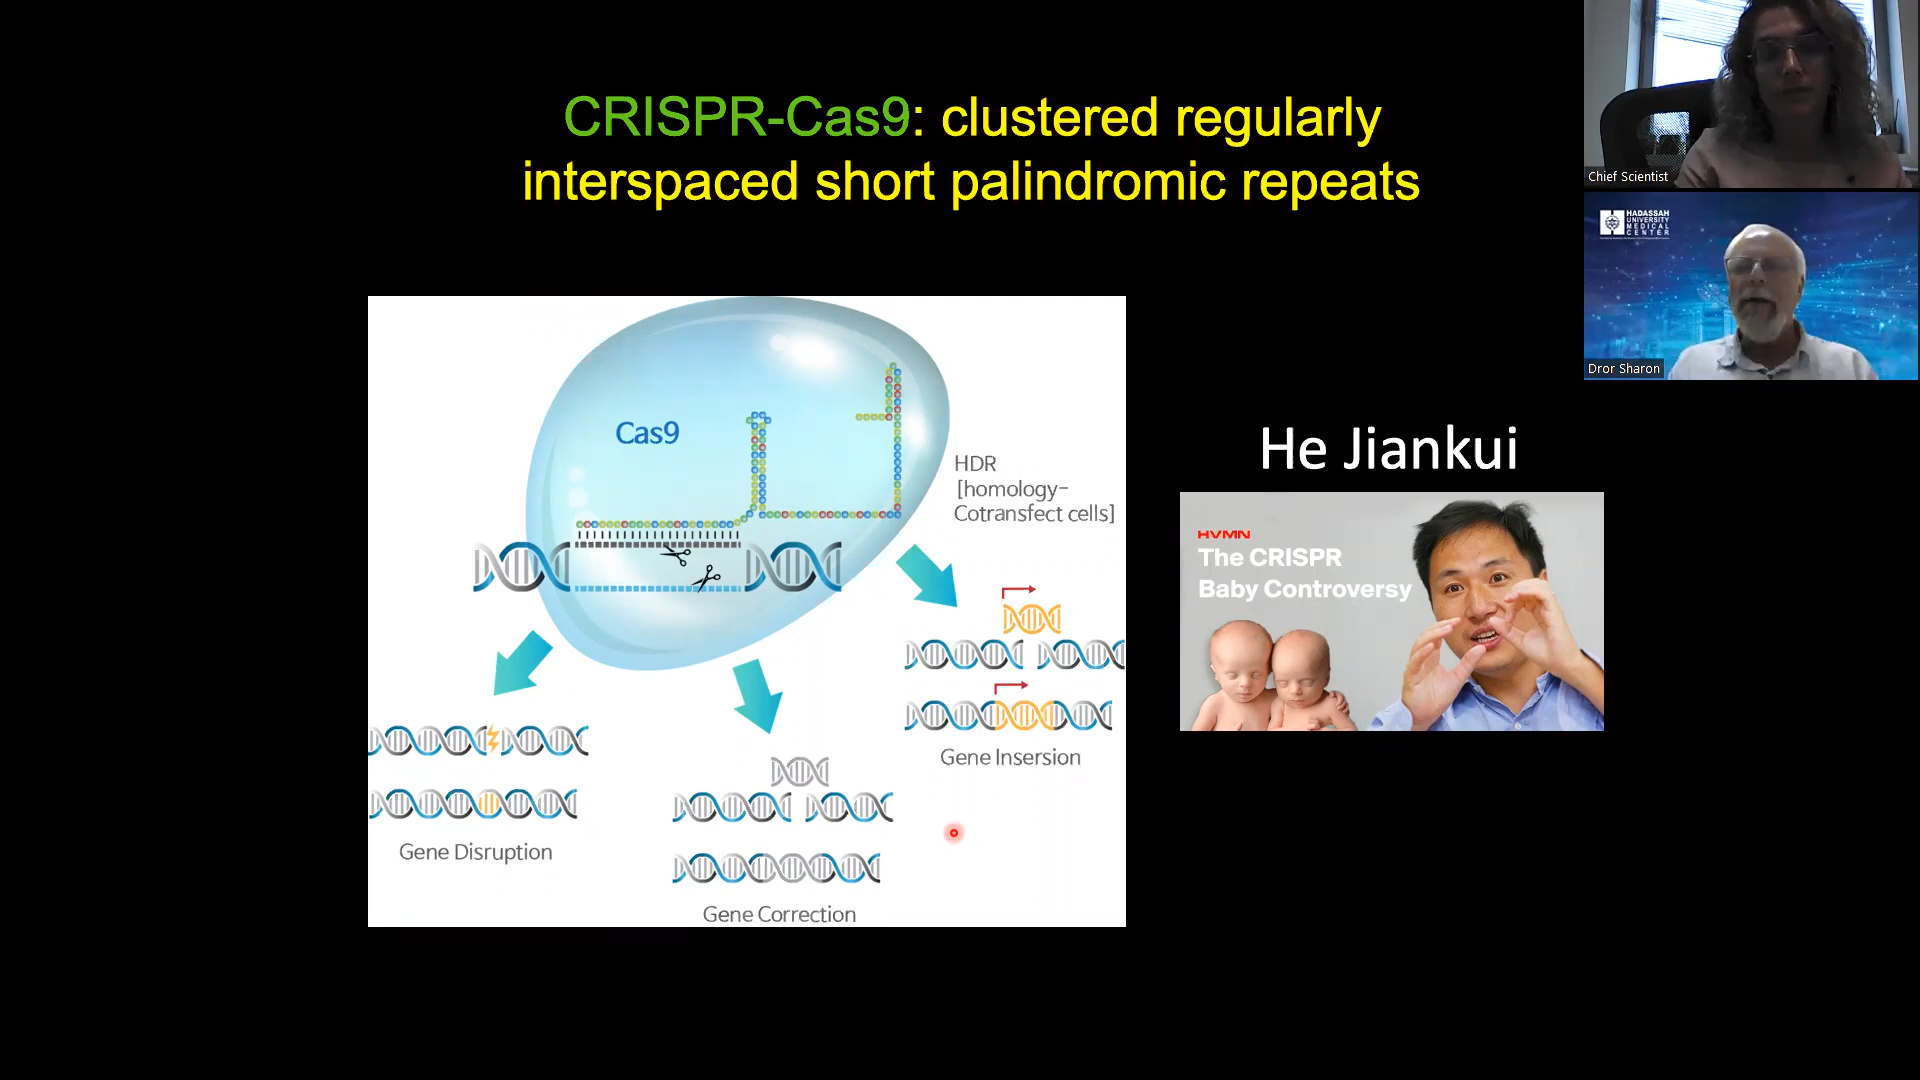 CRISPR-Cas9: clustered regularly
interspaced short palindromic repeats
Chief Scientist
HADASSAH
UNIVERSITY
MEDICAL
CENTER
Dror Sharon
Cas9
HDR
[homology-
Cotransfect cells]
Gene Insersion
Gene Disruption
Gene Correction
He Jiankui
HVMN
The CRISPR
Baby Controversy